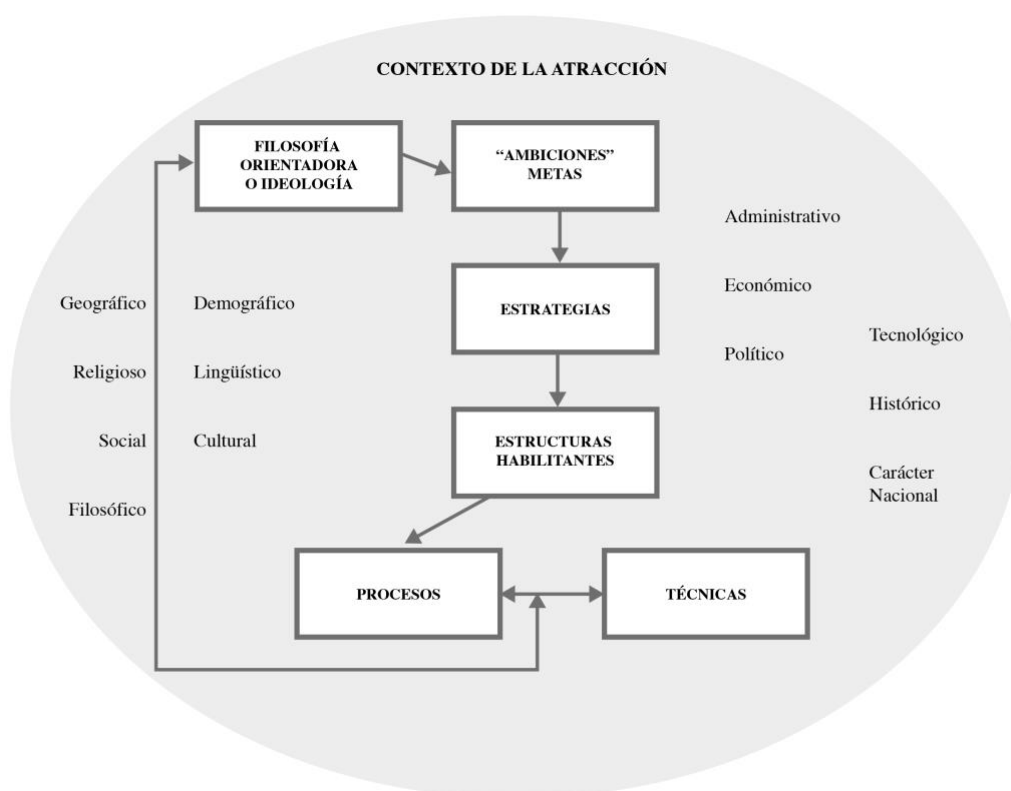 CONTEXTO DE LA ATRACCIÓN
FILOSOFÍA
ORIENTADORA
O IDEOLOGÍA
“AMBICIONES”
METAS
Administrativo
ESTRATEGIAS
Económico
Político
Tecnológico
Histórico
Carácter
Nacional
Geográfico
Demográfico
Religioso
Lingüístico
Social
Cultural
Filosófico
ESTRUCTURAS
HABILITANTES
PROCESOS
TÉCNICAS